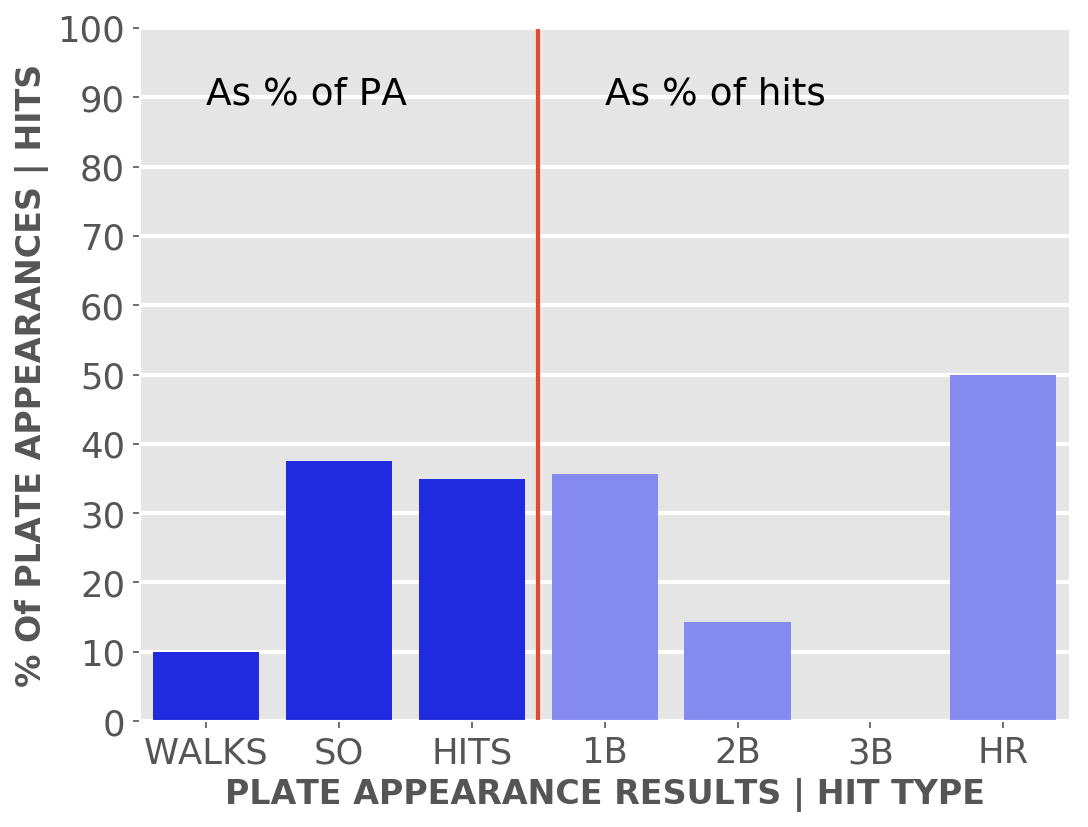 % Of PLATE APPEARANCES | HITS
100
90
80
70
60
50
40
30
20
10
0
As % of PA
As % of hits
WALKS SO HITS 1B 2B 3B HR
PLATE APPEARANCE RESULTS | HIT TYPE